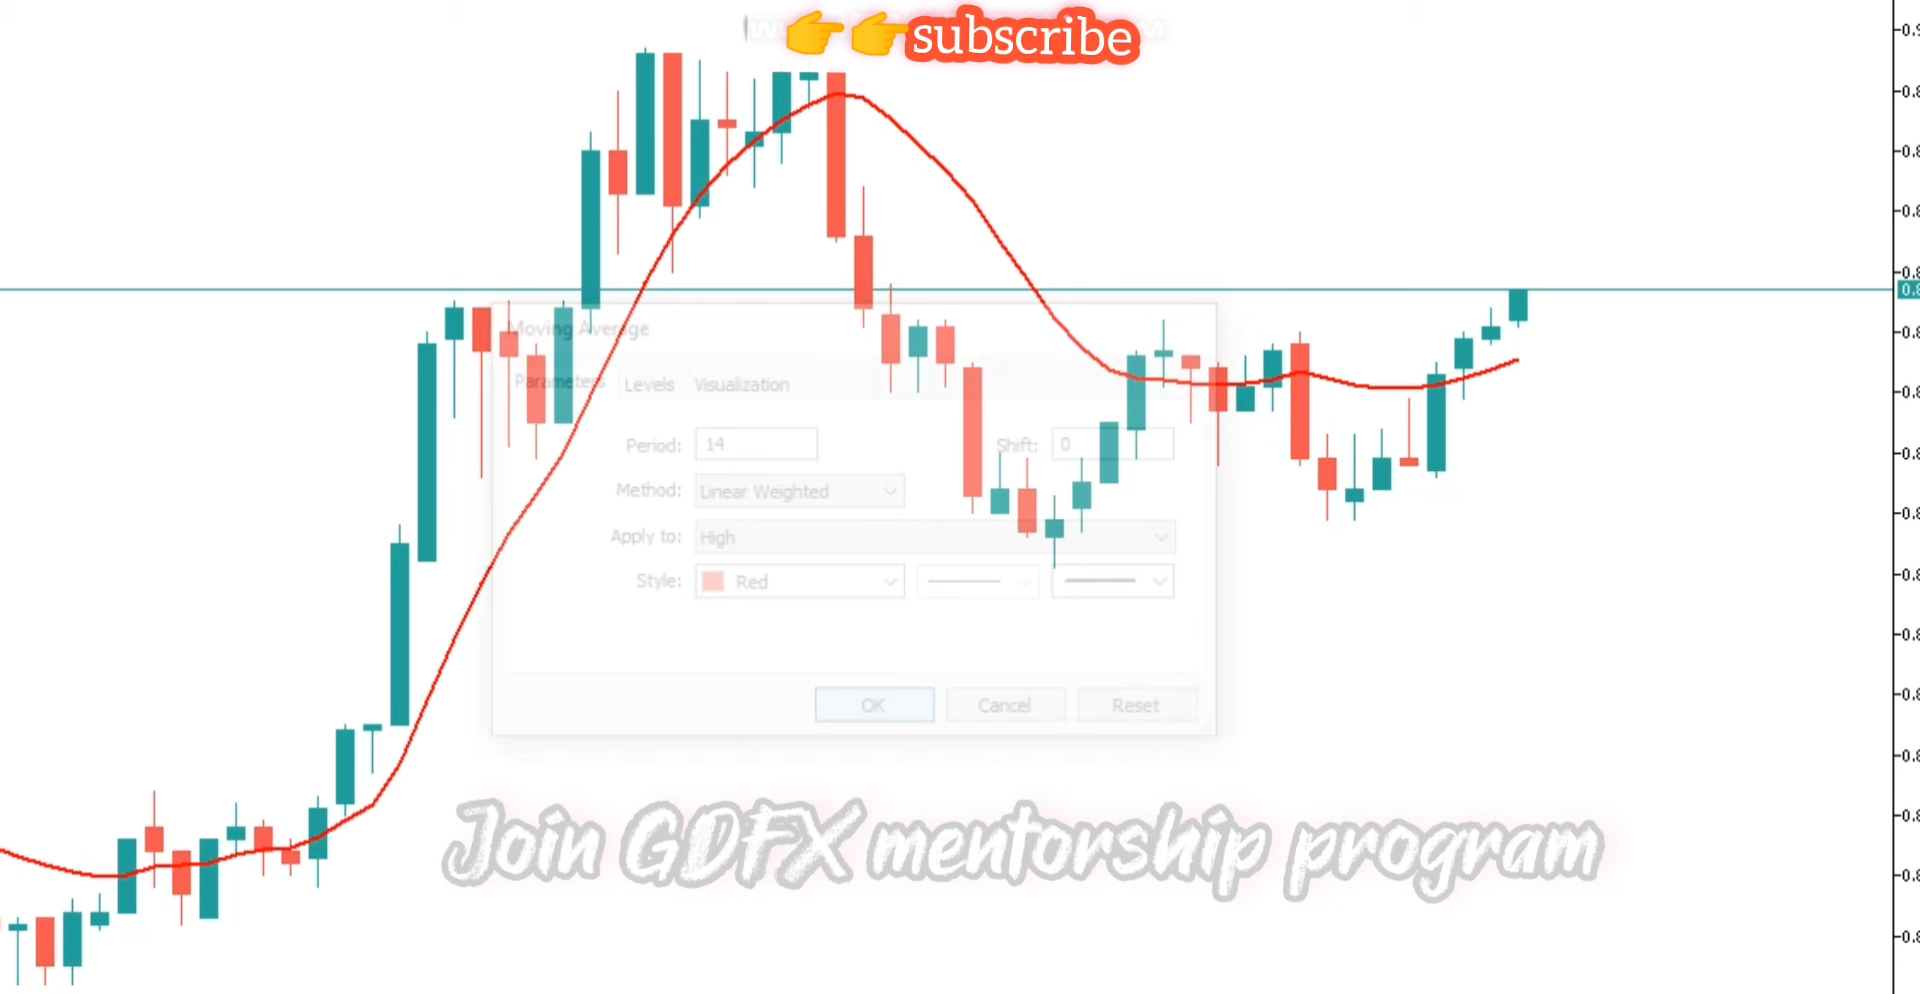 👉👉subscribe
Moving Average
Parameters Levels Visualization
Period: 14 Shift: 0
Method: Linear Weighted
Apply to: High
Style: Red
OK Cancel Reset
Join GDFX mentorship program